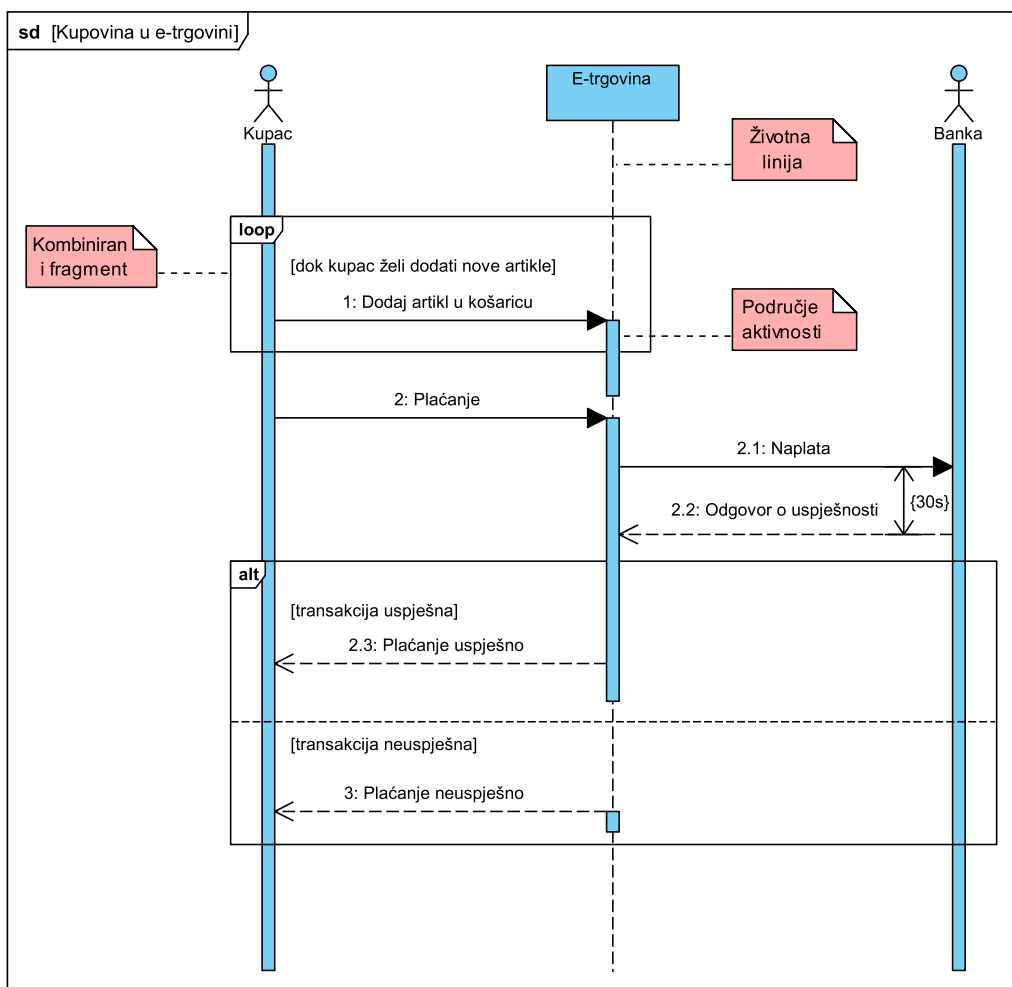 sd [Kupovina u e-trgovini]
Kupac
E-trgovina
Banka
Životna
linija
loop
Kombiniran
i fragment
[dok kupac želi dodati nove artikle]
1: Dodaj artikl u košaricu
Područje
aktivnosti
2: Plaćanje
2.1: Naplata
{30s}
2.2: Odgovor o uspješnosti
alt
[transakcija uspješna]
2.3: Plaćanje uspješno
[transakcija neuspješna]
3: Plaćanje neuspješno